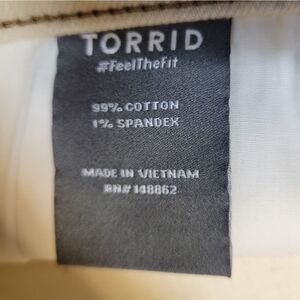 TORRID
#FeelTheFit
99% COTTON
1% SPANDEX
MADE IN VIETNAM
RN# 148862